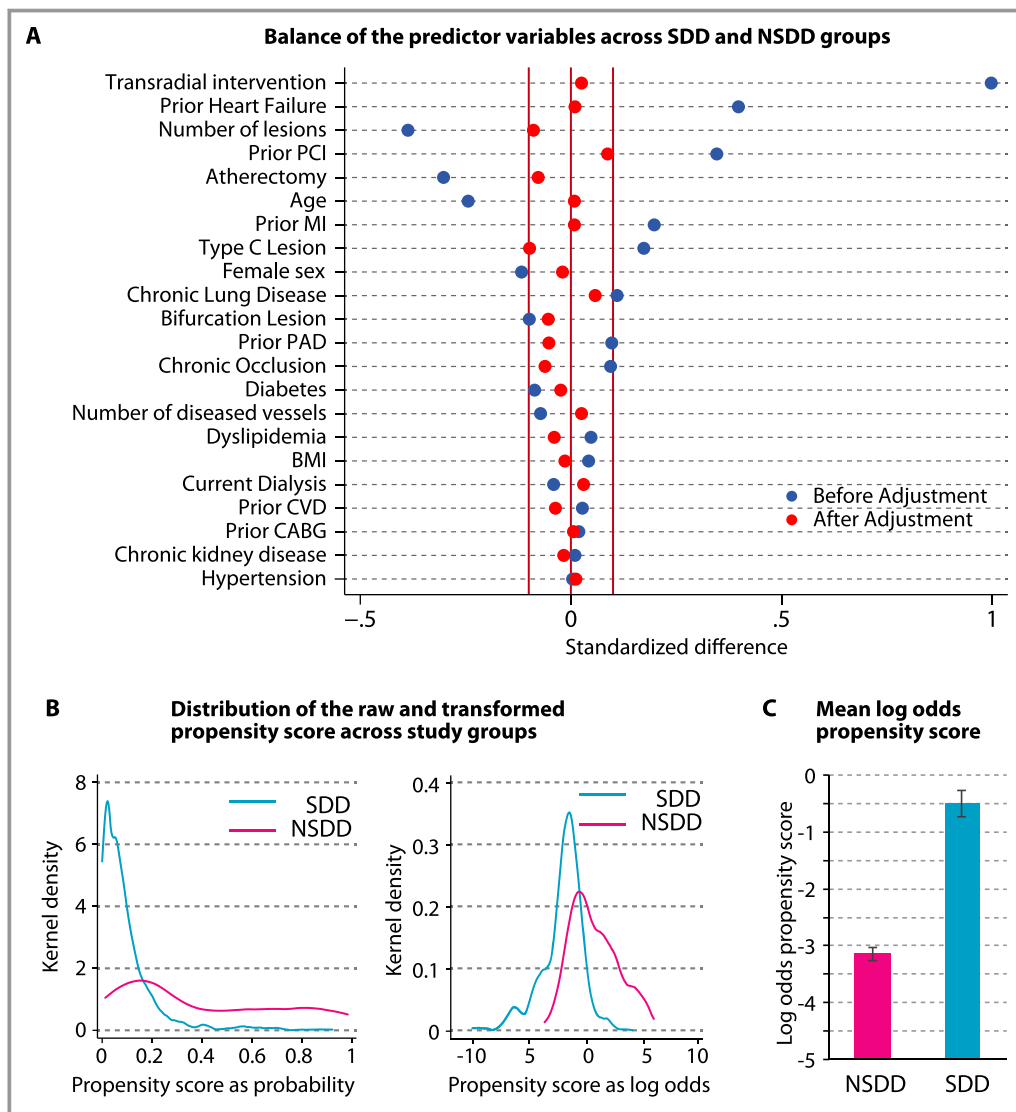 A
Balance of the predictor variables across SDD and NSDD groups
Transradial intervention
Prior Heart Failure
Number of lesions
Prior PCI
Atherectomy
Age
Prior MI
Type C Lesion
Female sex
Chronic Lung Disease
Bifurcation Lesion
Prior PAD
Chronic Occlusion
Diabetes
Number of diseased vessels
Dyslipidemia
BMI
Current Dialysis
Prior CVD
Prior CABG
Chronic kidney disease
Hypertension
Before Adjustment
After Adjustment
−.5 0 .5 1
Standardized difference
B
Distribution of the raw and transformed
propensity score across study groups
8
6
4
2
0
Kernel density
SDD
NSDD
0 0.2 0.4 0.6 0.8 1
Propensity score as probability
0.4
0.3
0.2
0.1
0
Kernel density
SDD
NSDD
-10 5 0 5 10
Propensity score as log odds
C
Mean log odds
propensity score
0
-1
-2
-3
-4
-5
Log odds propensity score
NSDD SDD